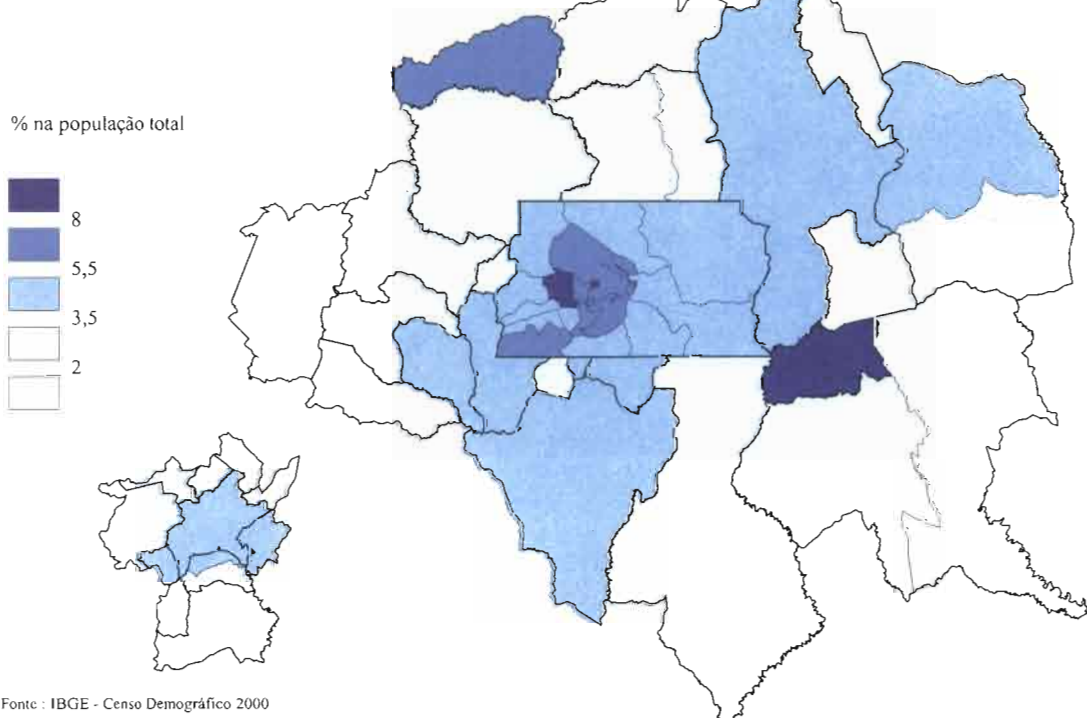 % na população total
8
5,5
3,5
2
Fonte : IBGE - Censo Demográfico 2000